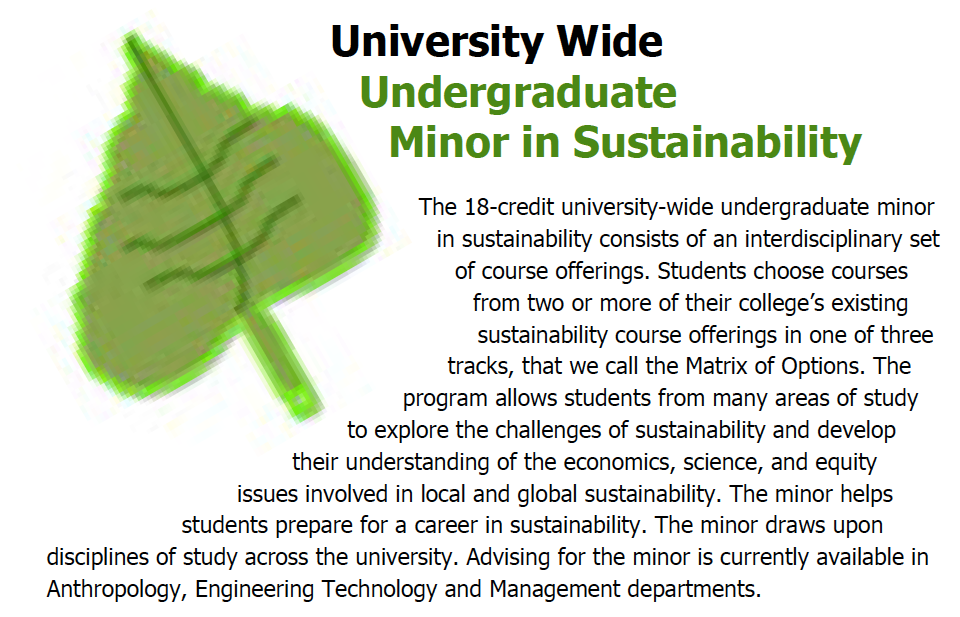 University Wide
Undergraduate
Minor in Sustainability
The 18-credit university-wide undergraduate minor
in sustainability consists of an interdisciplinary set
of course offerings. Students choose courses
from two or more of their college’s existing
sustainability course offerings in one of three
tracks, that we call the Matrix of Options. The
program allows students from many areas of study
to explore the challenges of sustainability and develop
their understanding of the economics, science, and equity
issues involved in local and global sustainability. The minor helps
students prepare for a career in sustainability. The minor draws upon
disciplines of study across the university. Advising for the minor is currently available in
Anthropology, Engineering Technology and Management departments.